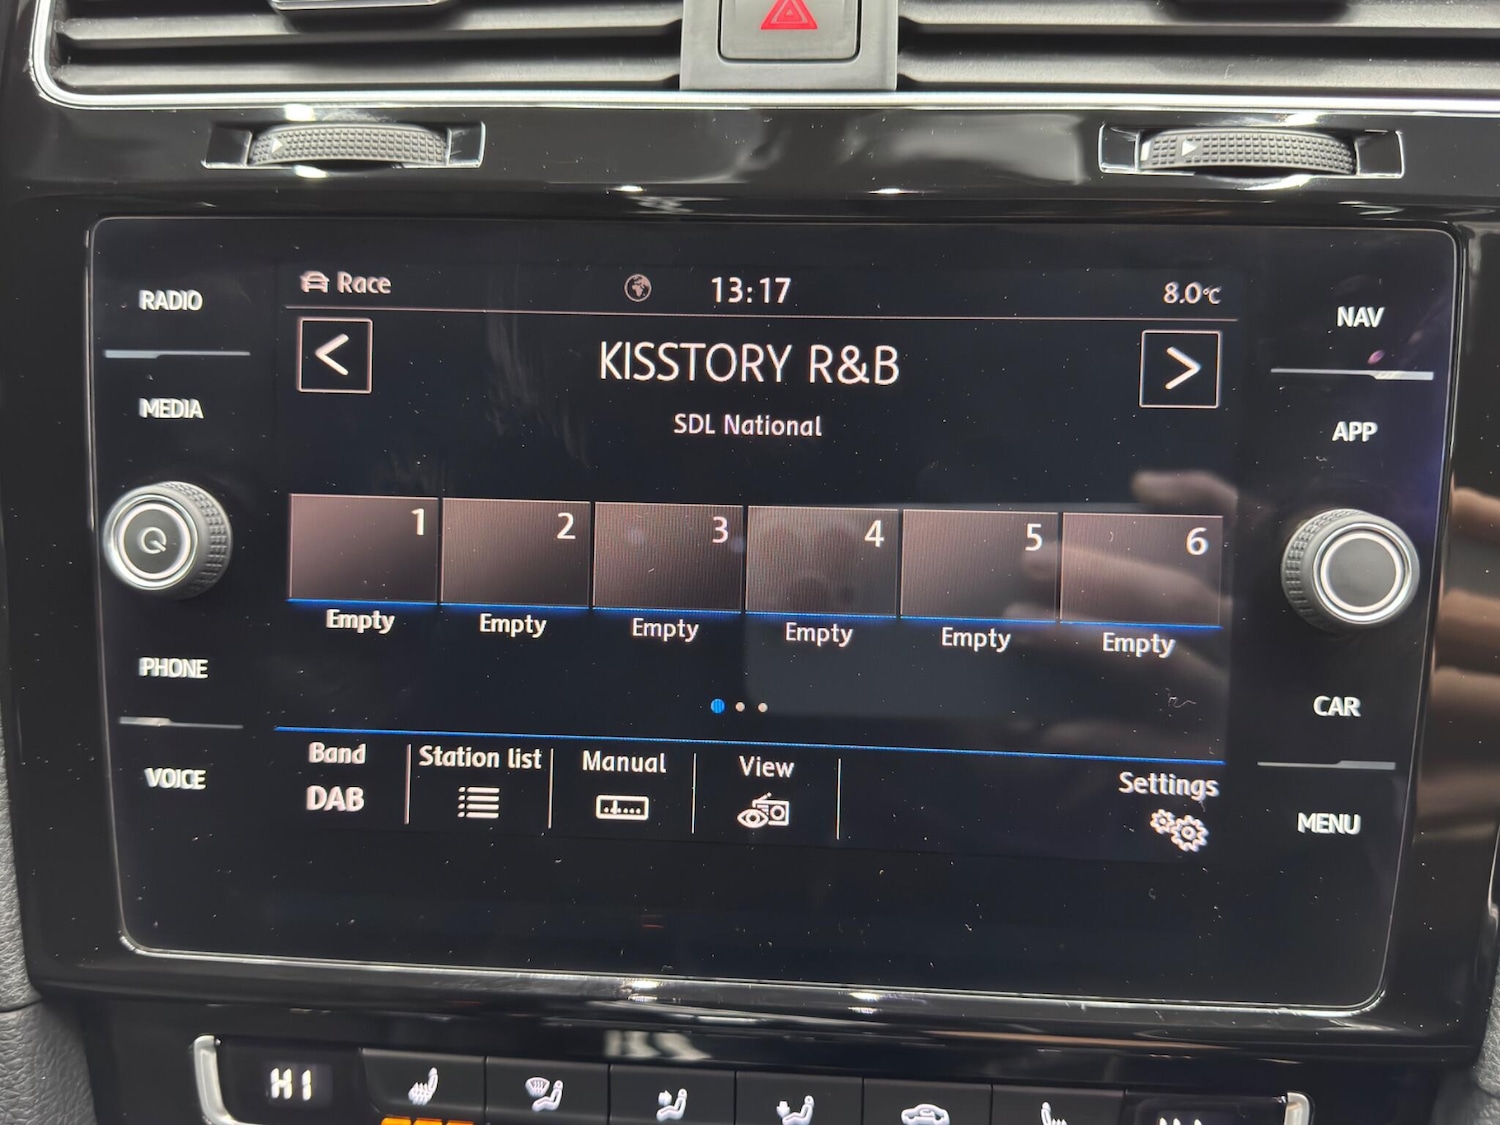 RADIO
MEDIA
PHONE
VOICE
Race
13:17
8.0°C
<
KISSTORY R&B
>
SDL National
1
2
3
4
5
6
Empty
Empty
Empty
Empty
Empty
Empty
Band
DAB
Station list
Manual
View
Settings
NAV
APP
CAR
MENU
HI